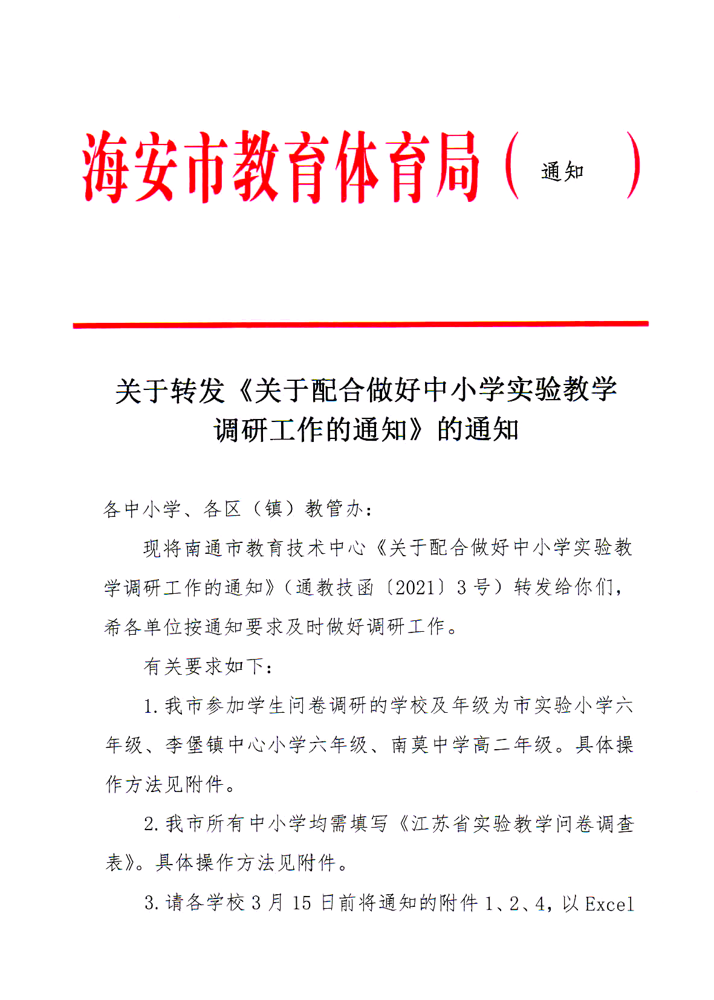 海安市教育体育局（ 通知 ）
关于转发《关于配合做好中小学实验教学
调研工作的通知》的通知
各中小学、各区（镇）教管办：
现将南通市教育技术中心《关于配合做好中小学实验教
学调研工作的通知》（通教技函〔2021〕3 号）转发给你们，
希各单位按通知要求及时做好调研工作。
有关要求如下：
1. 我市参加学生问卷调研的学校及年级为市实验小学六
年级、李堡镇中心小学六年级、南莫中学高二年级。具体操
作方法见附件。
2. 我市所有中小学均需填写《江苏省实验教学问卷调查
表》。具体操作方法见附件。
3. 请各学校 3 月 15 日前将通知的附件 1、2、4，以 Excel